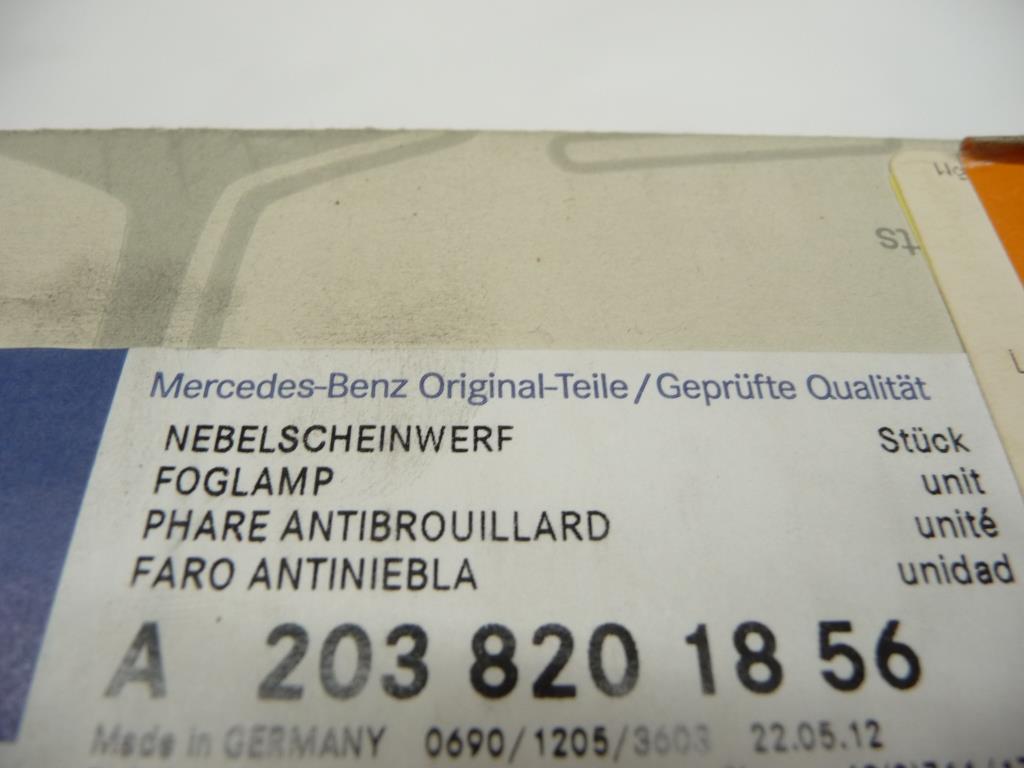 ts
Mercedes-Benz Original-Teile / Geprüfte Qualität
NEBELSCHEINWERF Stück
FOGLAMP unit
PHARE ANTIBROUILLARD unité
FARO ANTINIEBLA unidad
A 203 820 18 56
Made in GERMANY 0690/1205/3603 22.05.12